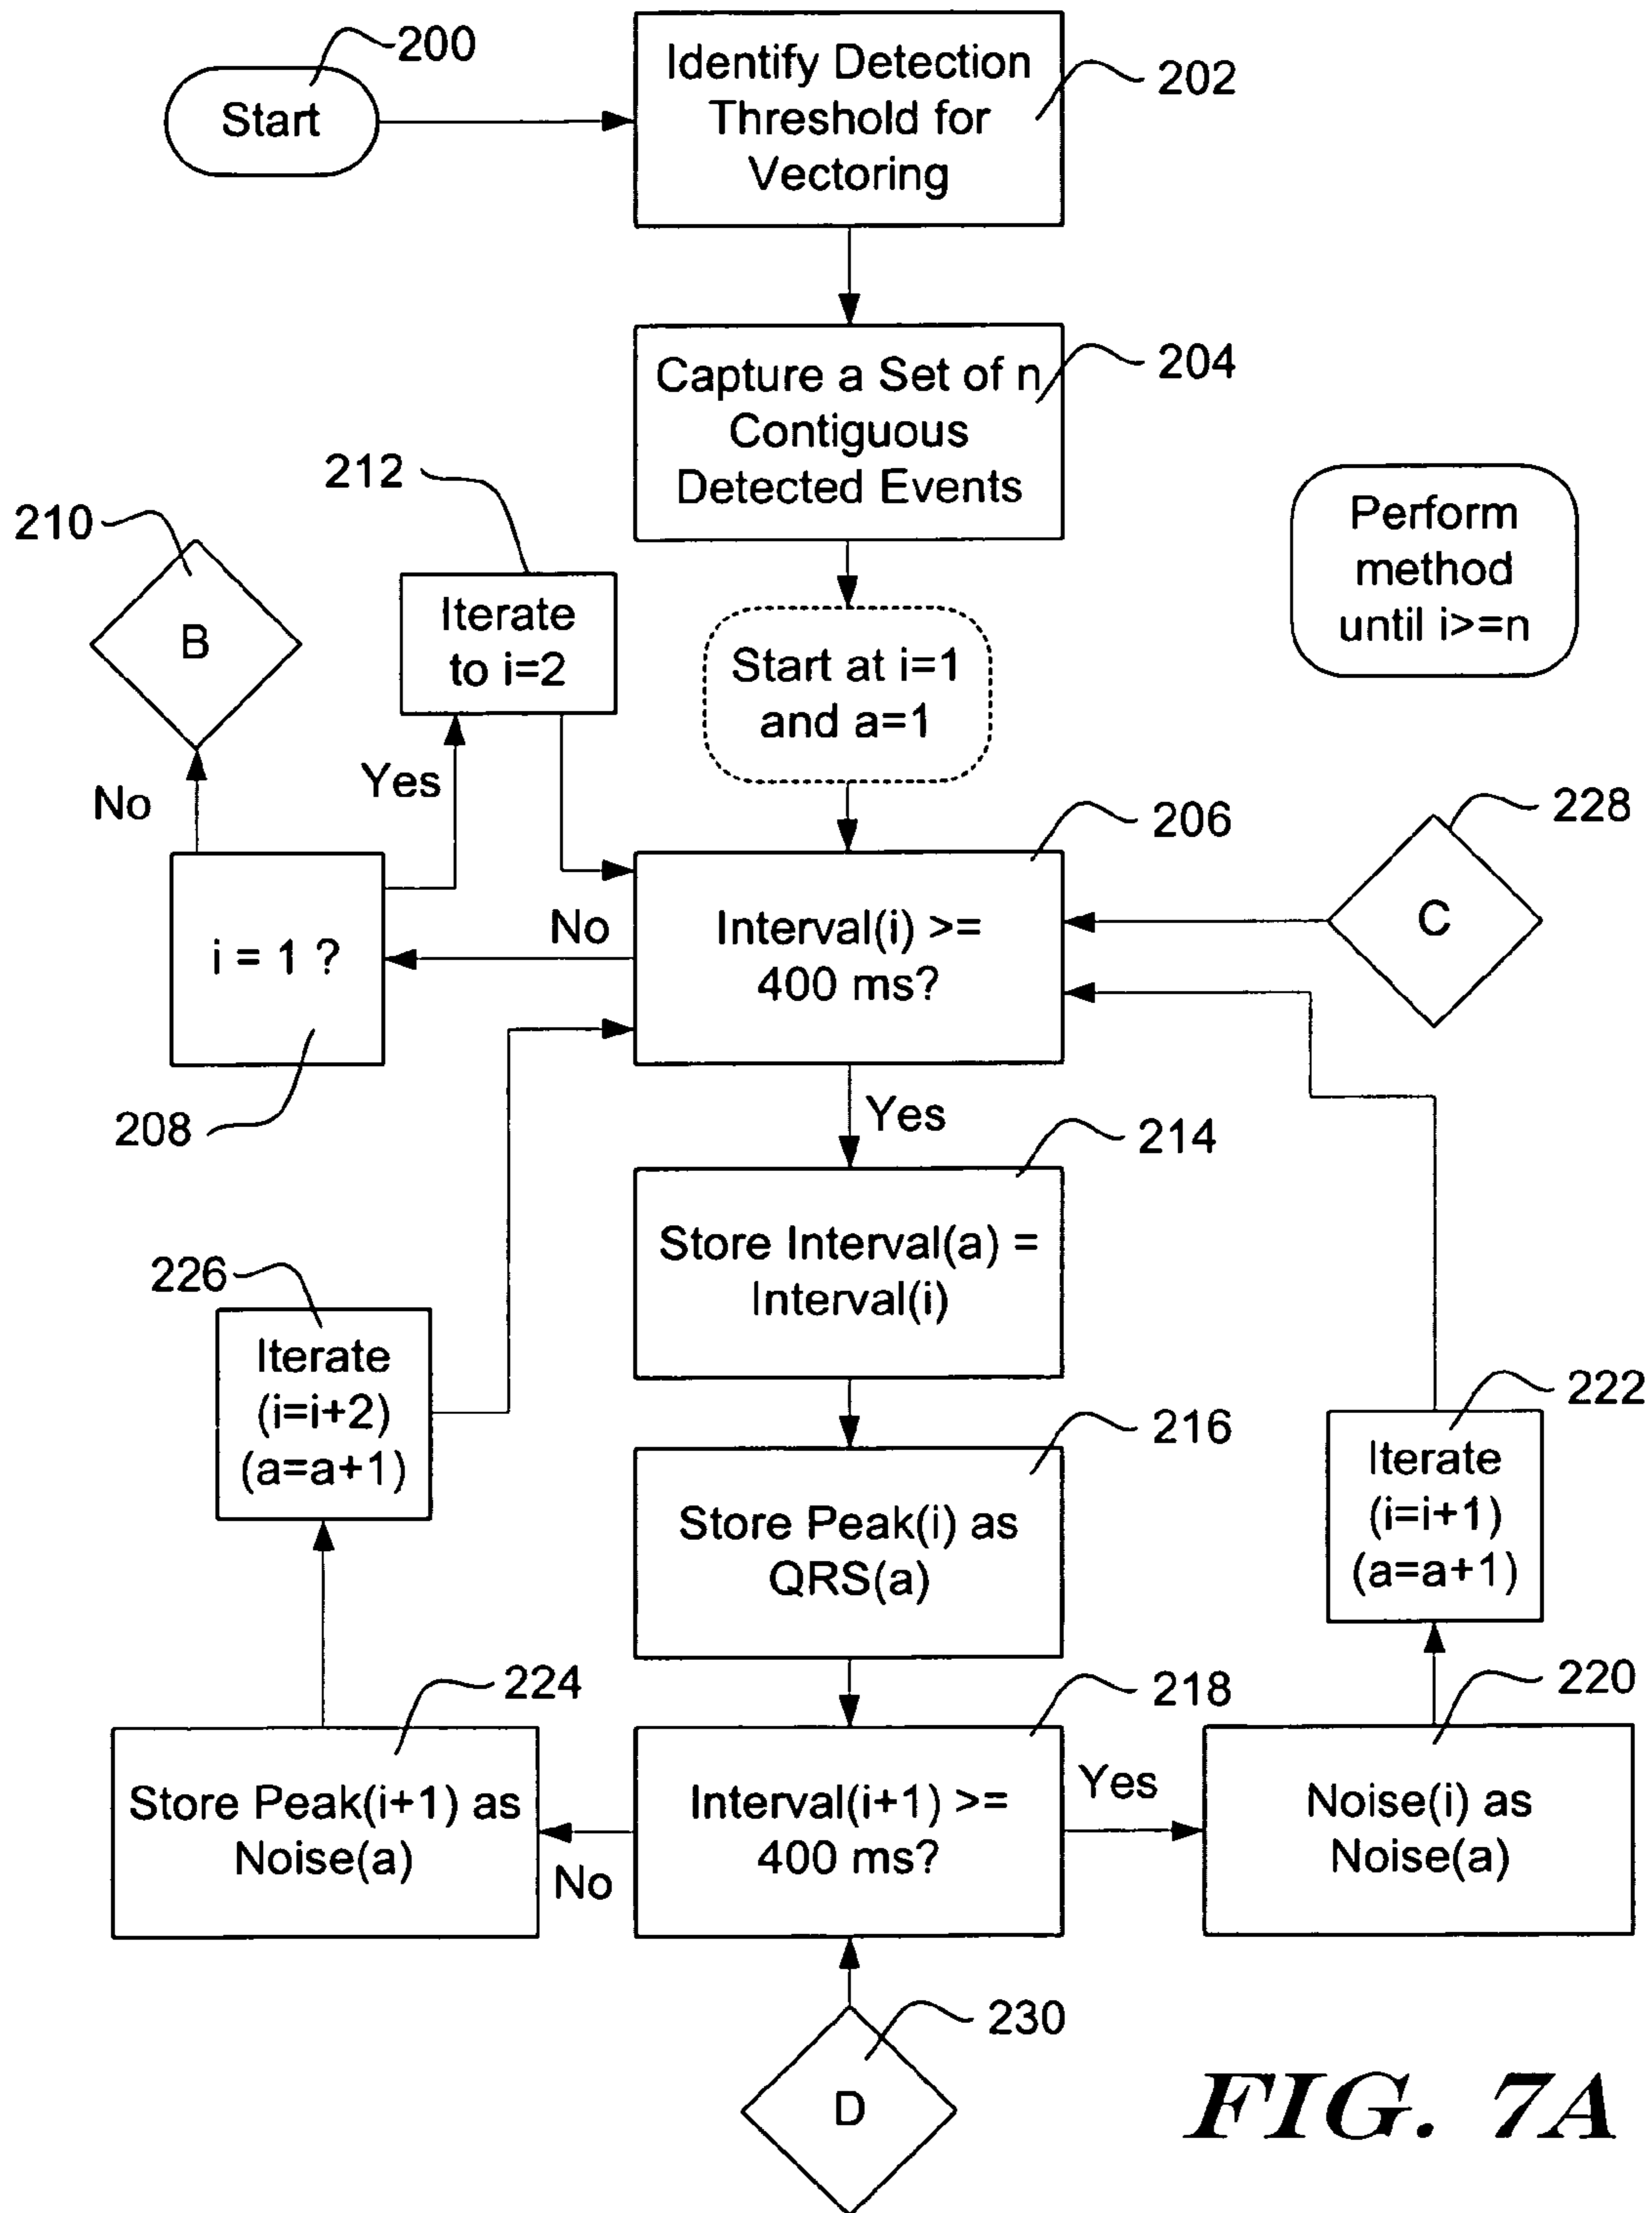 200
Start
Identify Detection
Threshold for
Vectoring
202
Capture a Set of n
Contiguous
Detected Events
204
212
210
B
Iterate
to i=2
Start at i=1
and a=1
Perform
method
until i>=n
No
Yes
206
228
i = 1 ?
No
Interval(i) >=
400 ms?
C
208
Yes
214
Store Interval(a) =
Interval(i)
226
Iterate
(i=i+2)
(a=a+1)
216
Store Peak(i) as
QRS(a)
222
Iterate
(i=i+1)
(a=a+1)
224
Store Peak(i+1) as
Noise(a)
No
218
Interval(i+1) >=
400 ms?
Yes
220
Noise(i) as
Noise(a)
230
D
FIG. 7A